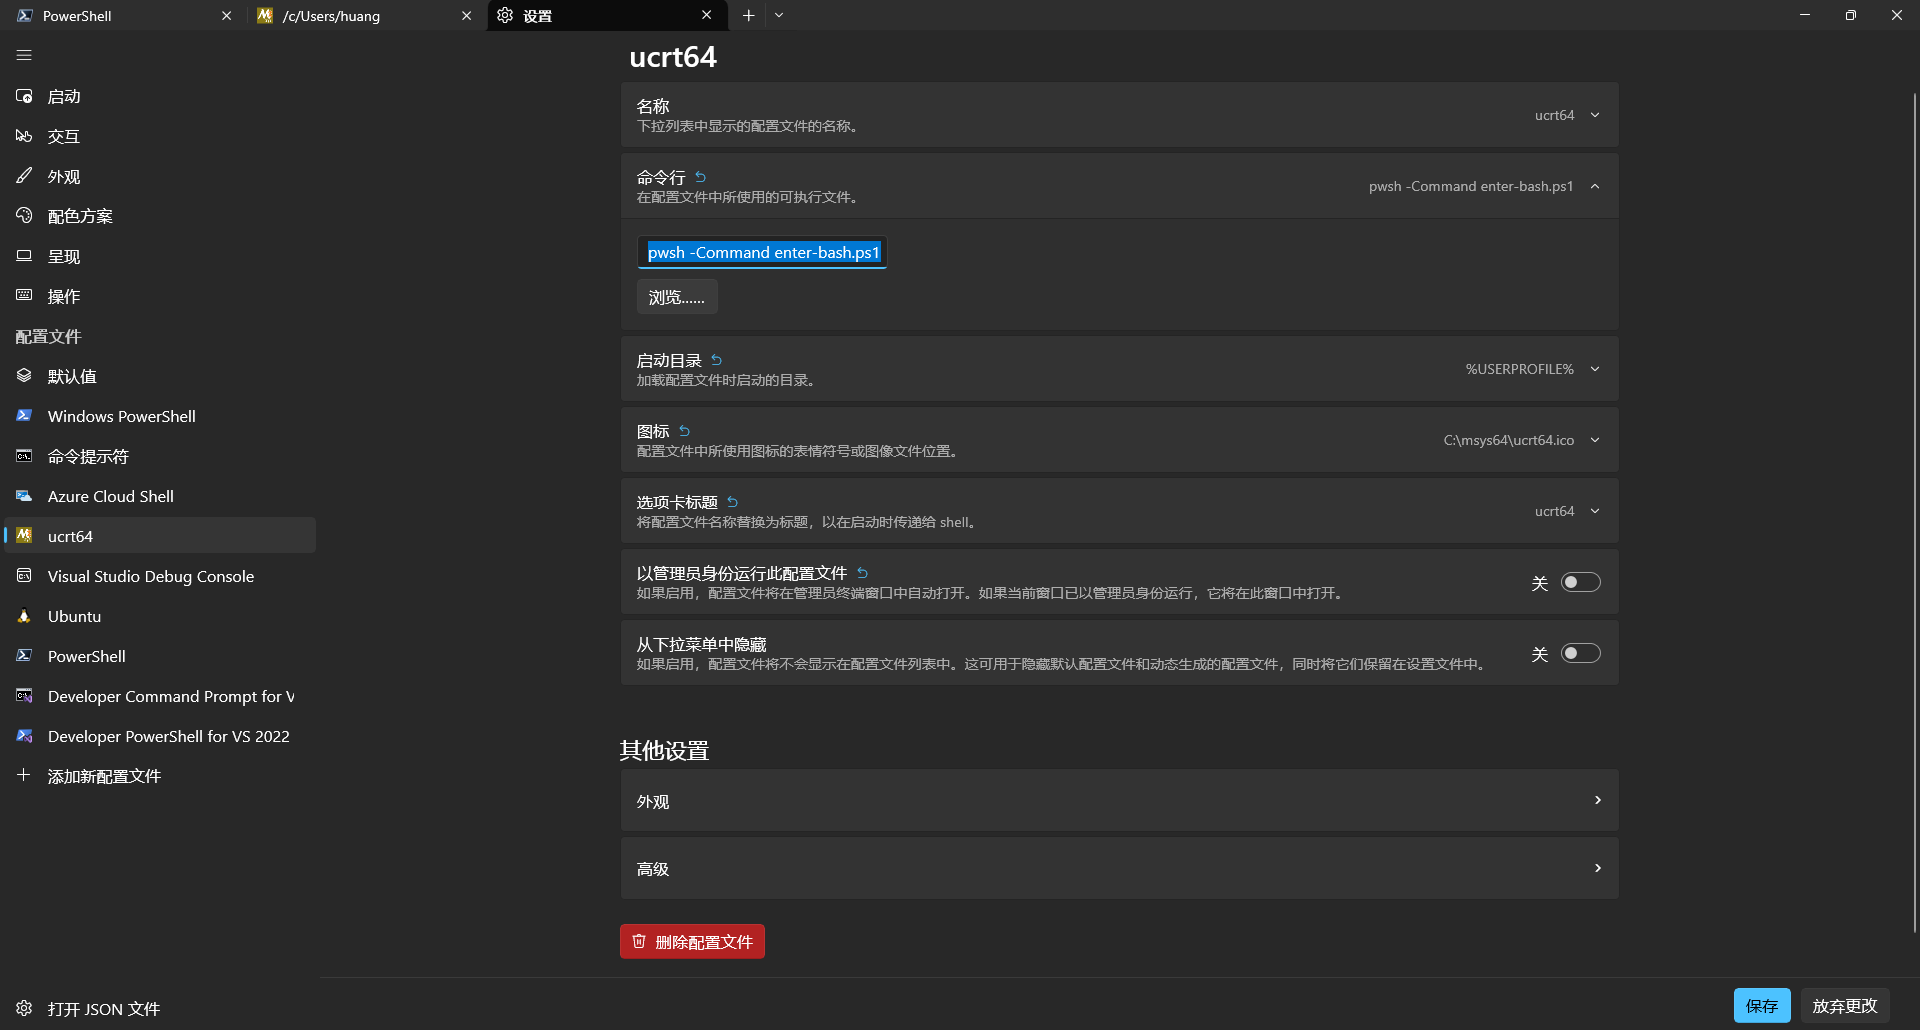 PowerShell
/c/Users/huang
设置
启动
交互
外观
配色方案
呈现
操作
配置文件
默认值
Windows PowerShell
命令提示符
Azure Cloud Shell
ucrt64
Visual Studio Debug Console
Ubuntu
PowerShell
Developer Command Prompt for V
Developer PowerShell for VS 2022
添加新配置文件
打开 JSON 文件
ucrt64
名称
下拉列表中显示的配置文件的名称。
ucrt64
命令行
在配置文件中所使用的可执行文件。
pwsh -Command enter-bash.ps1
pwsh -Command enter-bash.ps1
浏览......
启动目录
加载配置文件时启动的目录。
%USERPROFILE%
图标
配置文件中所使用图标的表情符号或图像文件位置。
C:\msys64\ucrt64.ico
选项卡标题
将配置文件名称替换为标题，以在启动时传递给 shell。
ucrt64
以管理员身份运行此配置文件
如果启用，配置文件将在管理员终端窗口中自动打开。如果当前窗口已以管理员身份运行，它将在此窗口中打开。
关
从下拉菜单中隐藏
如果启用，配置文件将不会显示在配置文件列表中。这可用于隐藏默认配置文件和动态生成的配置文件，同时将它们保留在设置文件中。
关
其他设置
外观
高级
删除配置文件
保存
放弃更改